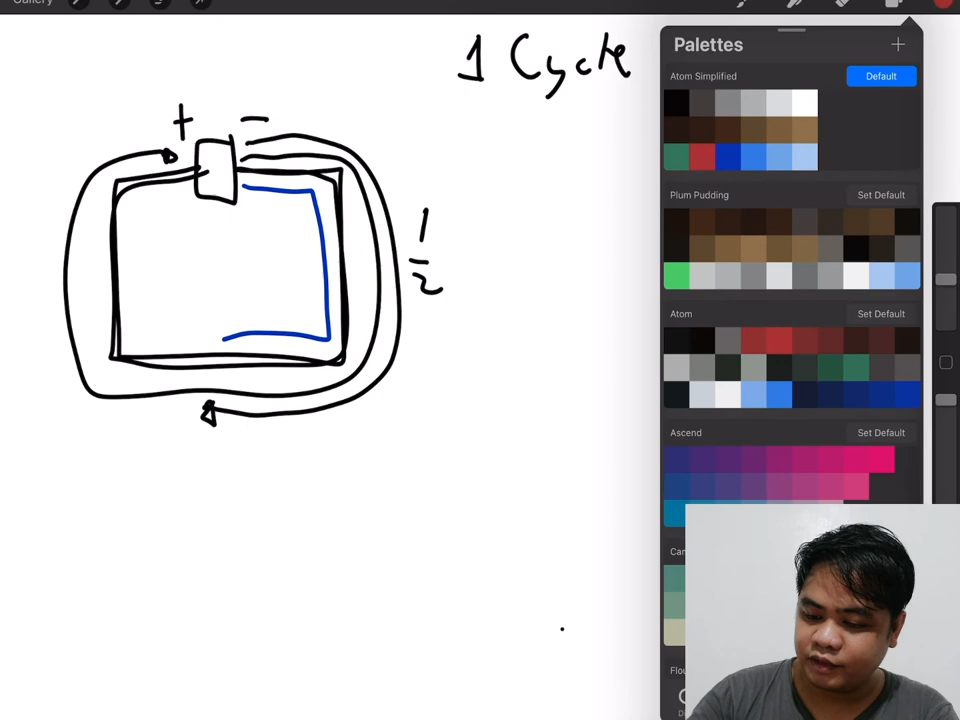 Gallery
1 Cycle
Palettes +
Atom Simplified Default
+ -
Plum Pudding Set Default
1
-
2
Atom Set Default
Ascend Set Default